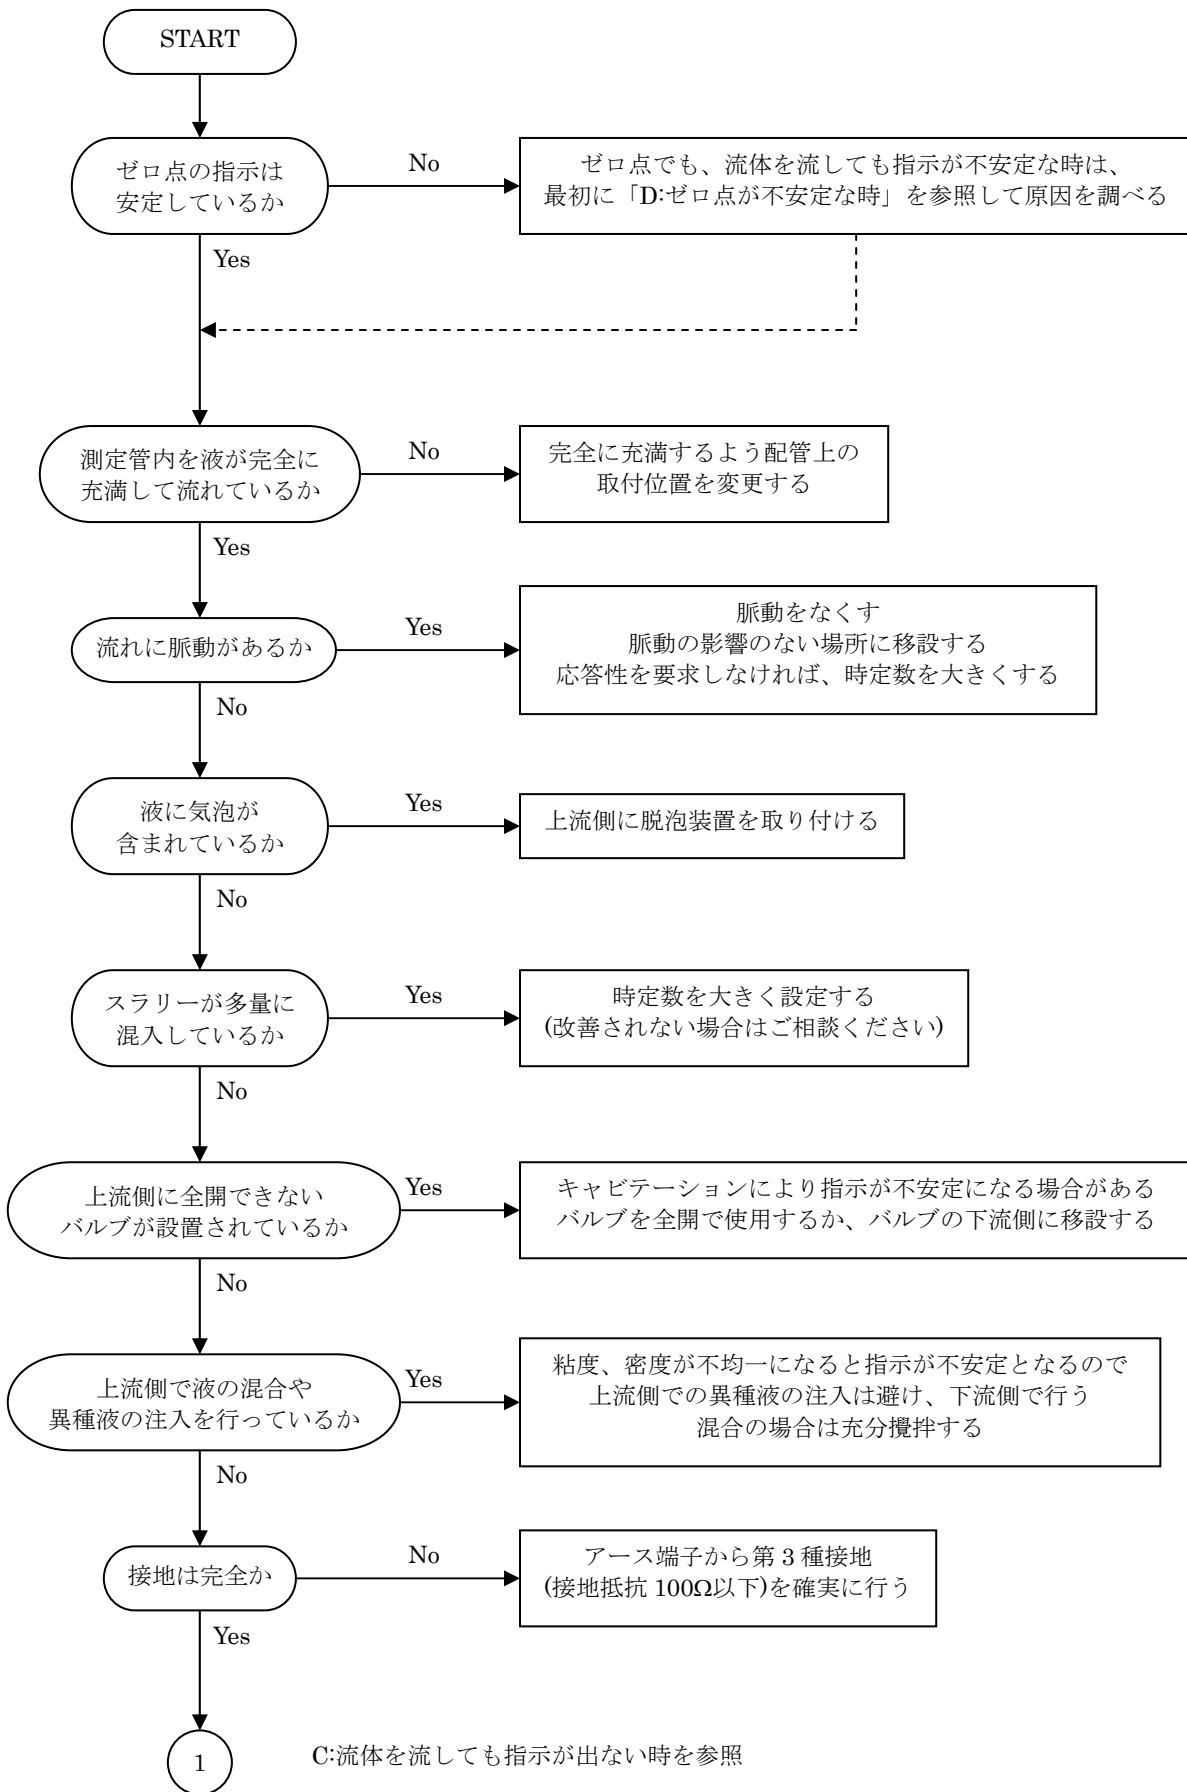 START
ゼロ点の指示は
安定しているか
No
ゼロ点でも、流体を流しても指示が不安定な時は、
最初に「D:ゼロ点が不安定な時」を参照して原因を調べる
Yes
測定管内を液が完全に
充満して流れているか
No
完全に充満するよう配管上の
取付位置を変更する
Yes
流れに脈動があるか
Yes
脈動をなくす
脈動の影響のない場所に移設する
応答性を要求しなければ、時定数を大きくする
No
液に気泡が
含まれているか
Yes
上流側に脱泡装置を取り付ける
No
スラリーが多量に
混入しているか
Yes
時定数を大きく設定する
(改善されない場合はご相談ください)
No
上流側に全開できない
バルブが設置されているか
Yes
キャビテーションにより指示が不安定になる場合がある
バルブを全開で使用するか、バルブの下流側に移設する
No
上流側で液の混合や
異種液の注入を行っているか
Yes
粘度、密度が不均一になると指示が不安定となるので
上流側での異種液の注入は避け、下流側で行う
混合の場合は充分攪拌する
No
接地は完全か
No
アース端子から第 3 種接地
(接地抵抗 100Ω以下)を確実に行う
Yes
1
C:流体を流しても指示が出ない時を参照